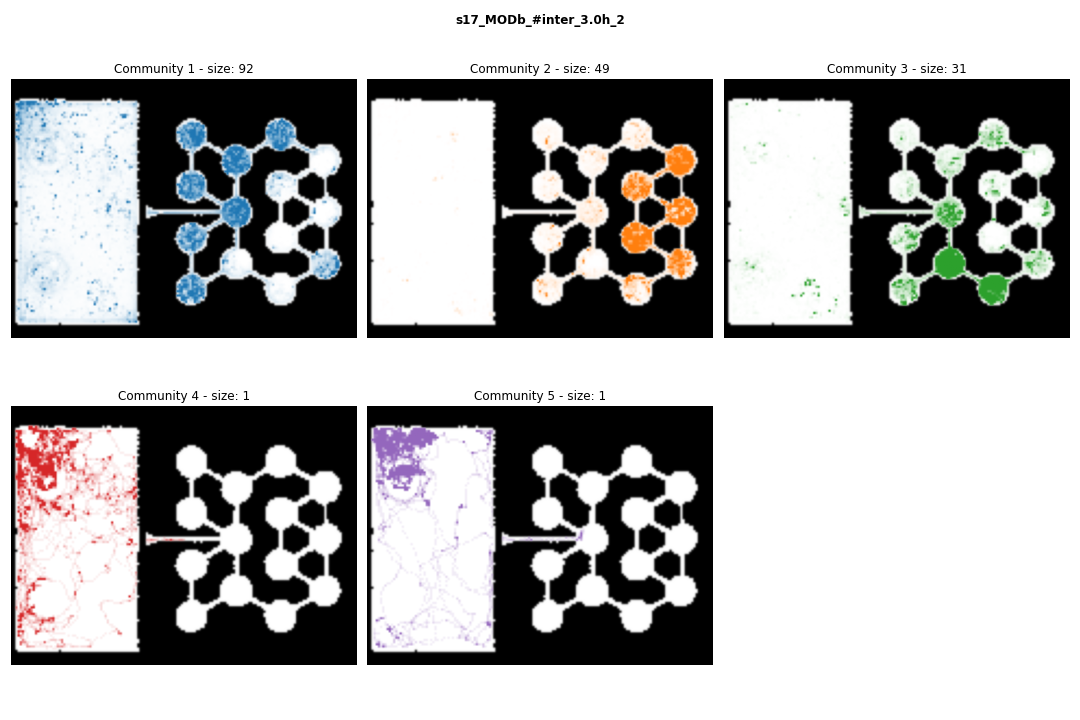 s17_MODb_#inter_3.0h_2
Community 1 - size: 92
Community 2 - size: 49
Community 3 - size: 31
Community 4 - size: 1
Community 5 - size: 1